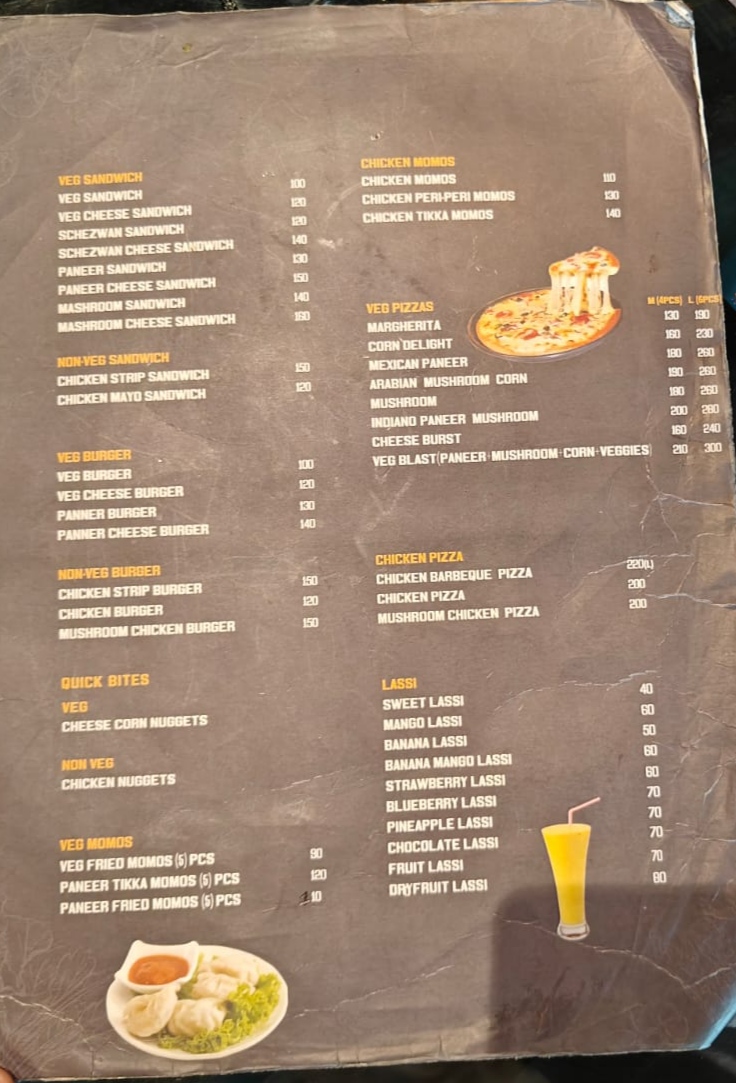 VEG SANDWICH
VEG SANDWICH 100
VEG CHEESE SANDWICH 120
SCHEZWAN SANDWICH 120
SCHEZWAN CHEESE SANDWICH 140
PANEER SANDWICH 130
PANEER CHEESE SANDWICH 150
MASHROOM SANDWICH 140
MASHROOM CHEESE SANDWICH 160
NON-VEG SANDWICH
CHICKEN STRIP SANDWICH 150
CHICKEN MAYO SANDWICH 120
VEG BURGER
VEG BURGER 100
VEG CHEESE BURGER 120
PANNER BURGER 130
PANNER CHEESE BURGER 140
NON-VEG BURGER
CHICKEN STRIP BURGER 150
CHICKEN BURGER 120
MUSHROOM CHICKEN BURGER 150
QUICK BITES
VEG
CHEESE CORN NUGGETS
NON VEG
CHICKEN NUGGETS
VEG MOMOS
VEG FRIED MOMOS (5) PCS 90
PANEER TIKKA MOMOS (5) PCS 120
PANEER FRIED MOMOS (5) PCS 110
CHICKEN MOMOS
CHICKEN MOMOS 110
CHICKEN PERI-PERI MOMOS 130
CHICKEN TIKKA MOMOS 140
VEG PIZZAS M (4PCS) L (6PCS)
MARGHERITA 130 190
CORN DELIGHT 160 230
MEXICAN PANEER 180 260
ARABIAN MUSHROOM CORN 190 260
MUSHROOM 180 260
INDIANO PANEER MUSHROOM 200 280
CHEESE BURST 160 240
VEG BLAST(PANEER+MUSHROOM+CORN+VEGGIES) 210 300
CHICKEN PIZZA
CHICKEN BARBEQUE PIZZA 220(L)
CHICKEN PIZZA 200
MUSHROOM CHICKEN PIZZA 200
LASSI
SWEET LASSI 40
MANGO LASSI 60
BANANA LASSI 50
BANANA MANGO LASSI 60
STRAWBERRY LASSI 60
BLUEBERRY LASSI 70
PINEAPPLE LASSI 70
CHOCOLATE LASSI 70
FRUIT LASSI 70
DRYFRUIT LASSI 80